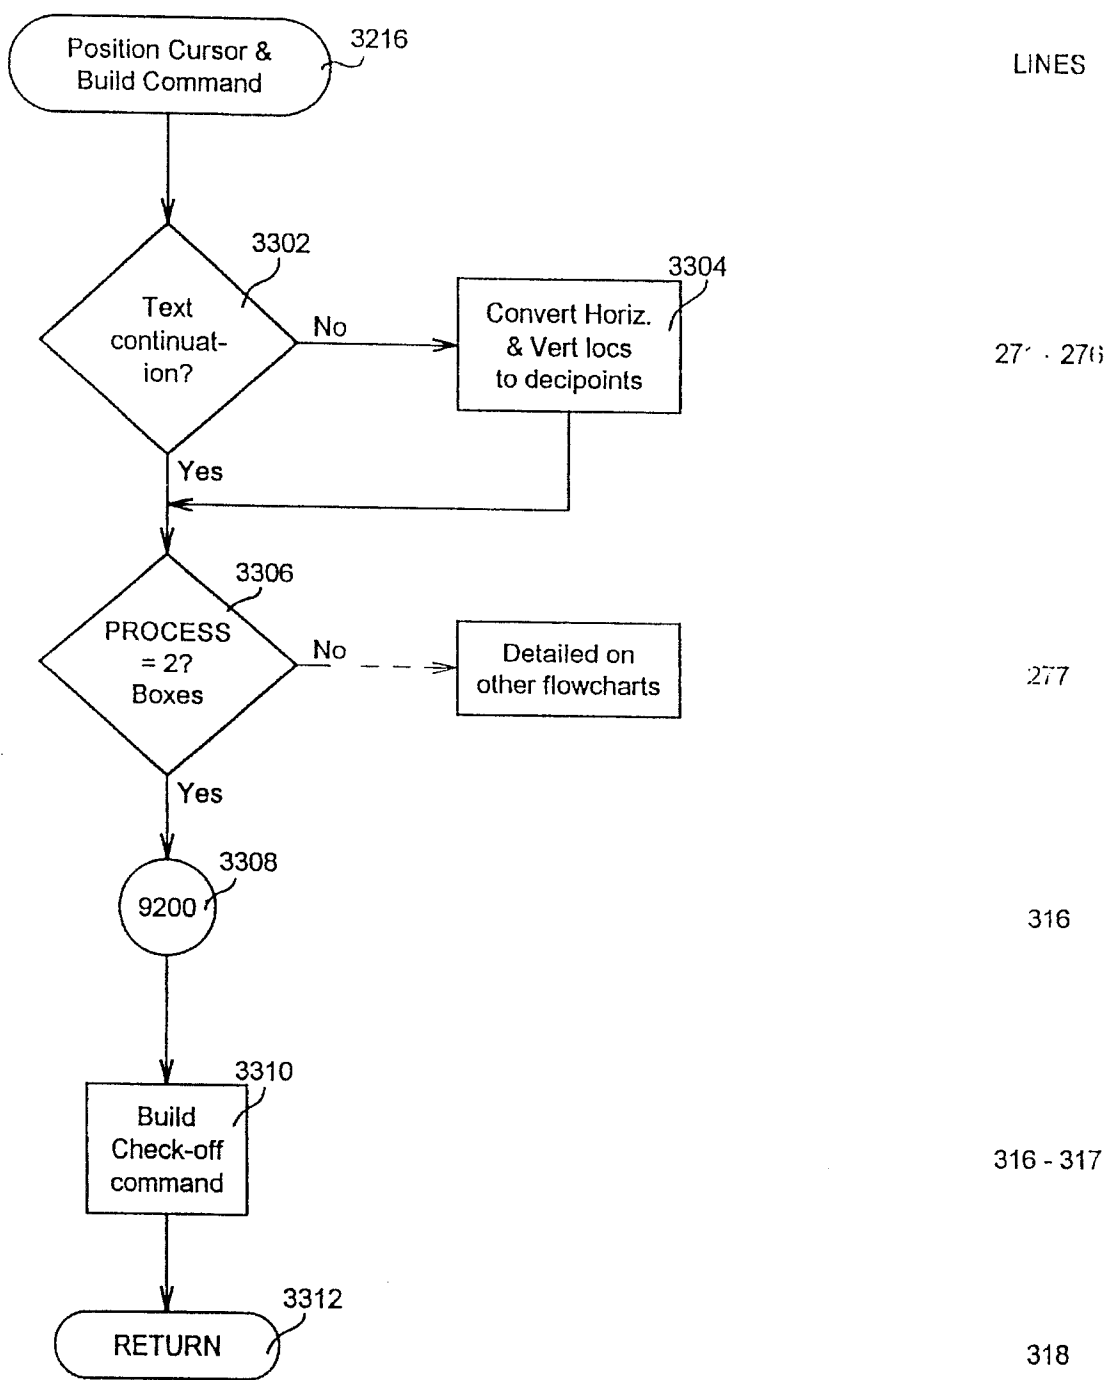 Position Cursor &
Build Command
3216
LINES
3302
Text
continuat-
ion?
No
3304
Convert Horiz.
& Vert locs
to decipoints
276
Yes
3306
PROCESS
= 2?
Boxes
No
Detailed on
other flowcharts
277
Yes
3308
9200
316
3310
Build
Check-off
command
316 - 317
3312
RETURN
318